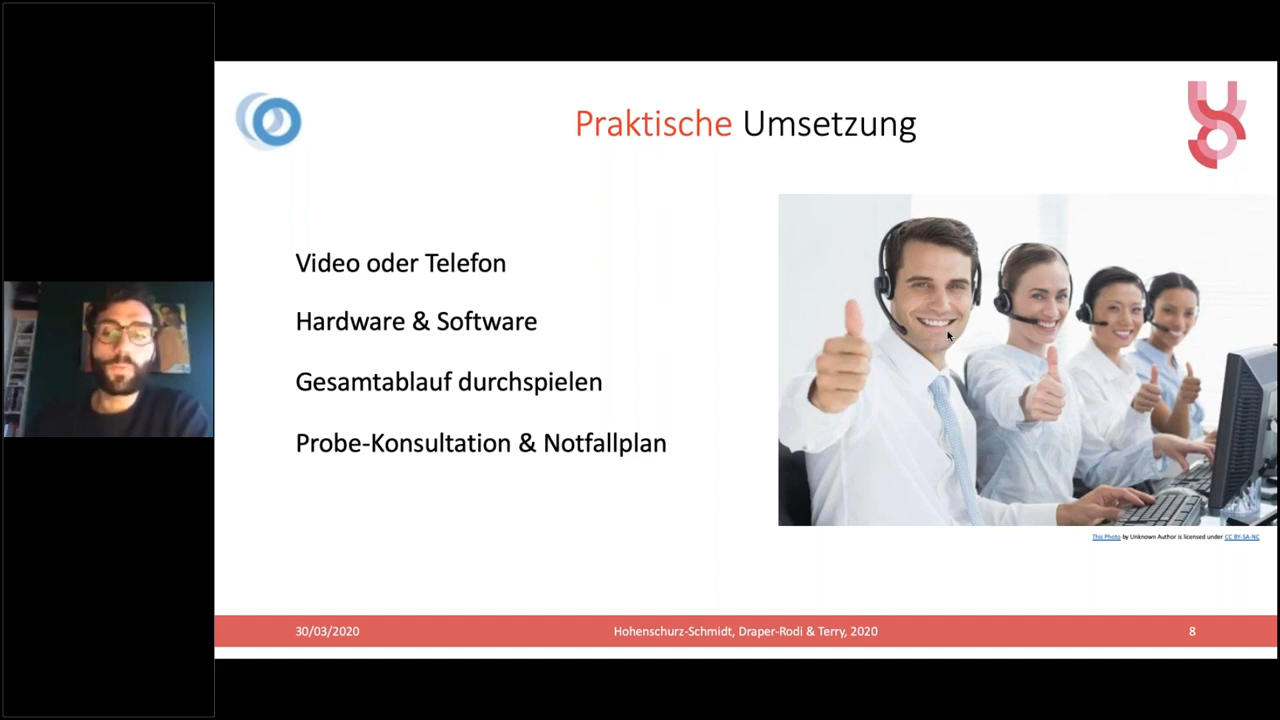 Praktische Umsetzung
Video oder Telefon
Hardware & Software
Gesamtablauf durchspielen
Probe-Konsultation & Notfallplan
This Photo by Unknown Author is licensed under CC BY-SA-NC
30/03/2020
Hohenschurz-Schmidt, Draper-Rodi & Terry, 2020
8